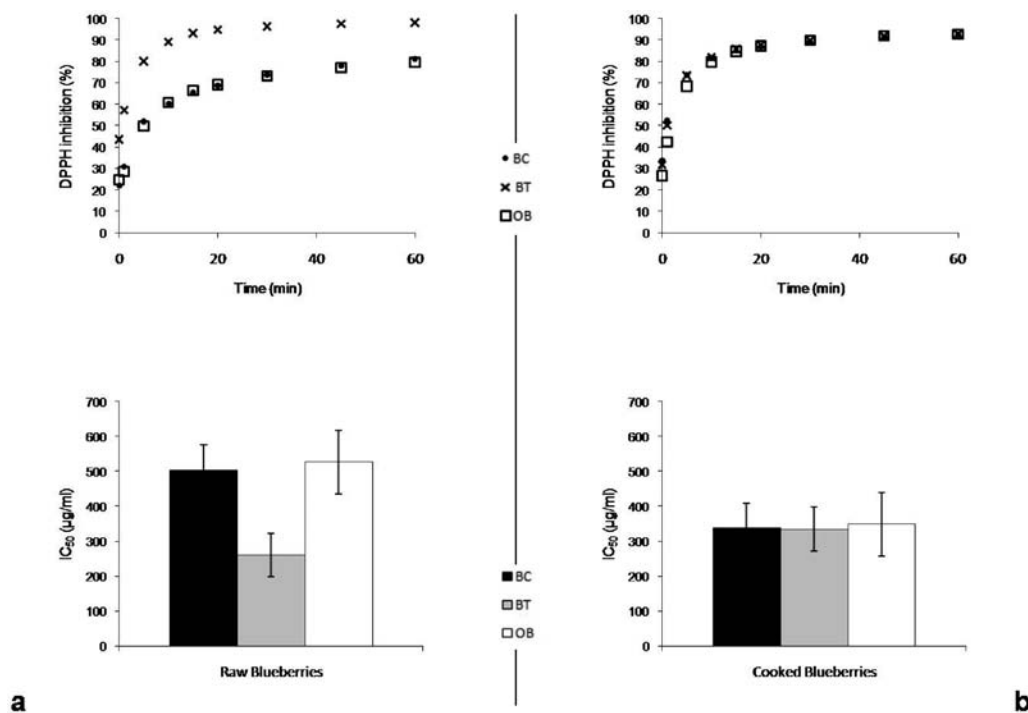 DPPH inhibition (%)
100
90
80
70
60
50
40
30
20
10
0
0 20 40 60
Time (min)
BC
BT
OB
DPPH inhibition (%)
100
90
80
70
60
50
40
30
20
10
0
0 20 40 60
Time (min)
IC50 (µg/ml)
700
600
500
400
300
200
100
0
Raw Blueberries
BC
BT
OB
IC50 (µg/ml)
700
600
500
400
300
200
100
0
Cooked Blueberries
a
b